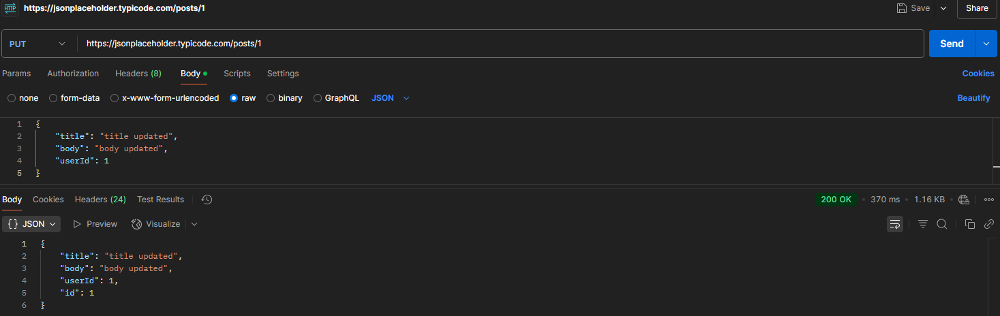 HTTP https://jsonplaceholder.typicode.com/posts/1 Save Share
PUT https://jsonplaceholder.typicode.com/posts/1 Send
Params Authorization Headers (8) Body Scripts Settings Cookies
none form-data x-www-form-urlencoded raw binary GraphQL JSON Beautify
1 {
2 "title": "title updated",
3 "body": "body updated",
4 "userId": 1
5 }
Body Cookies Headers (24) Test Results 200 OK • 370 ms • 1.16 KB •
{} JSON Preview Visualize
1 {
2 "title": "title updated",
3 "body": "body updated",
4 "userId": 1,
5 "id": 1
6 }